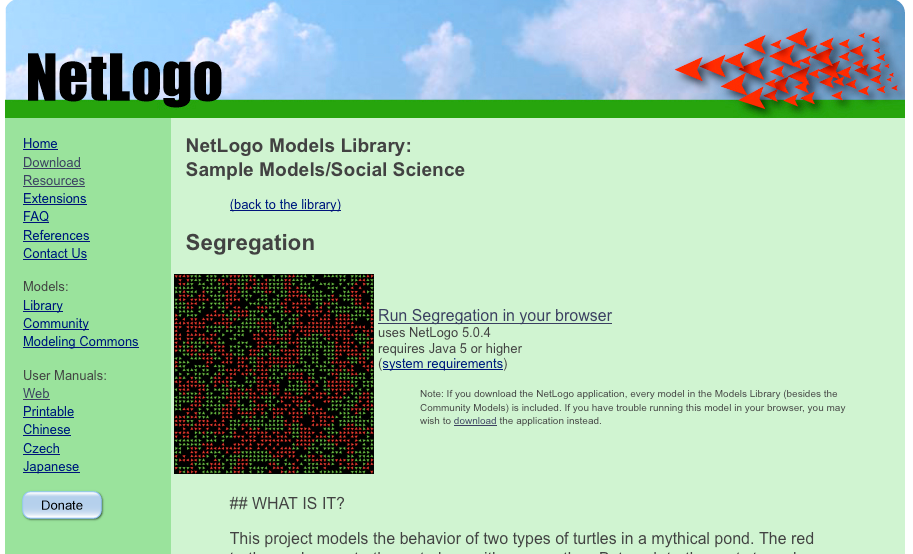 NetLogo
Home
Download
Resources
Extensions
FAQ
References
Contact Us
Models:
Library
Community
Modeling Commons
User Manuals:
Web
Printable
Chinese
Czech
Japanese
Donate
NetLogo Models Library:
Sample Models/Social Science
(back to the library)
Segregation
Run Segregation in your browser
uses NetLogo 5.0.4
requires Java 5 or higher
(system requirements)
Note: If you download the NetLogo application, every model in the Models Library (besides the
Community Models) is included. If you have trouble running this model in your browser, you may
wish to download the application instead.
## WHAT IS IT?
This project models the behavior of two types of turtles in a mythical pond. The red